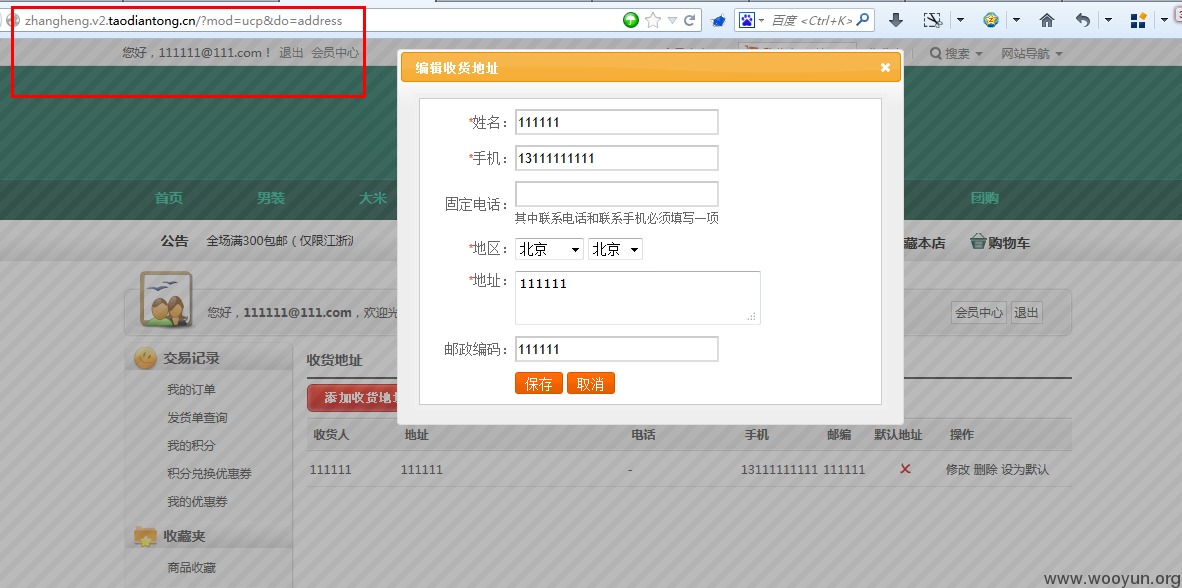 zhangheng.v2.taodiantong.cn/?mod=ucp&do=address
百度 <Ctrl+K>
您好，111111@111.com！ 退出 会员中心
搜索 网站导航
编辑收货地址
*姓名： 111111
*手机： 13111111111
固定电话：
其中联系电话和联系手机必须填写一项
*地区： 北京 北京
*地址： 111111
邮政编码： 111111
保存 取消
首页 男装 大米 团购
公告 全场满300包邮（仅限江浙
藏本店 购物车
您好，111111@111.com，欢迎光
会员中心 退出
交易记录
我的订单
发货单查询
我的积分
积分兑换优惠券
我的优惠券
收藏夹
商品收藏
收货地址
添加收货地址
收货人 地址 电话 手机 邮编 默认地址 操作
111111 111111 - 13111111111 111111 修改 删除 设为默认
www.wooyun.org